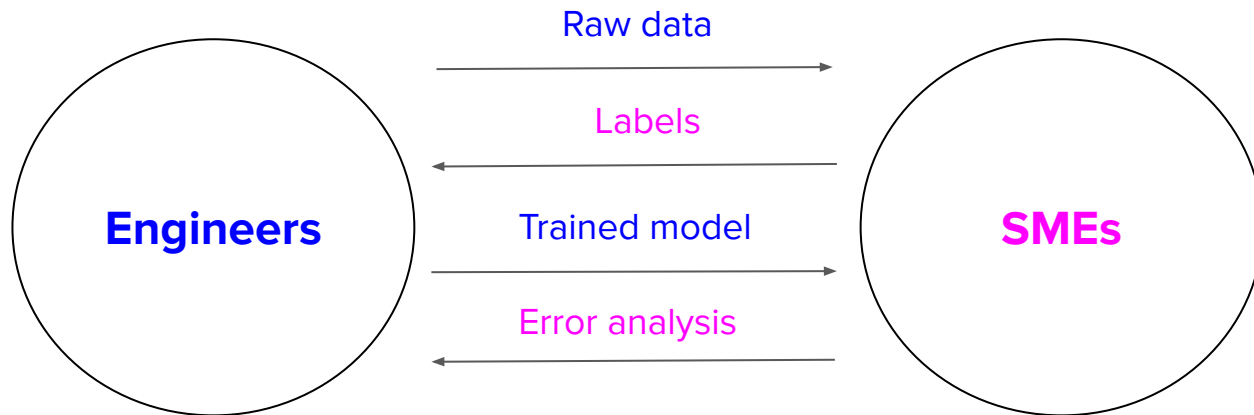 Raw data
Labels
Engineers
Trained model
SMEs
Error analysis